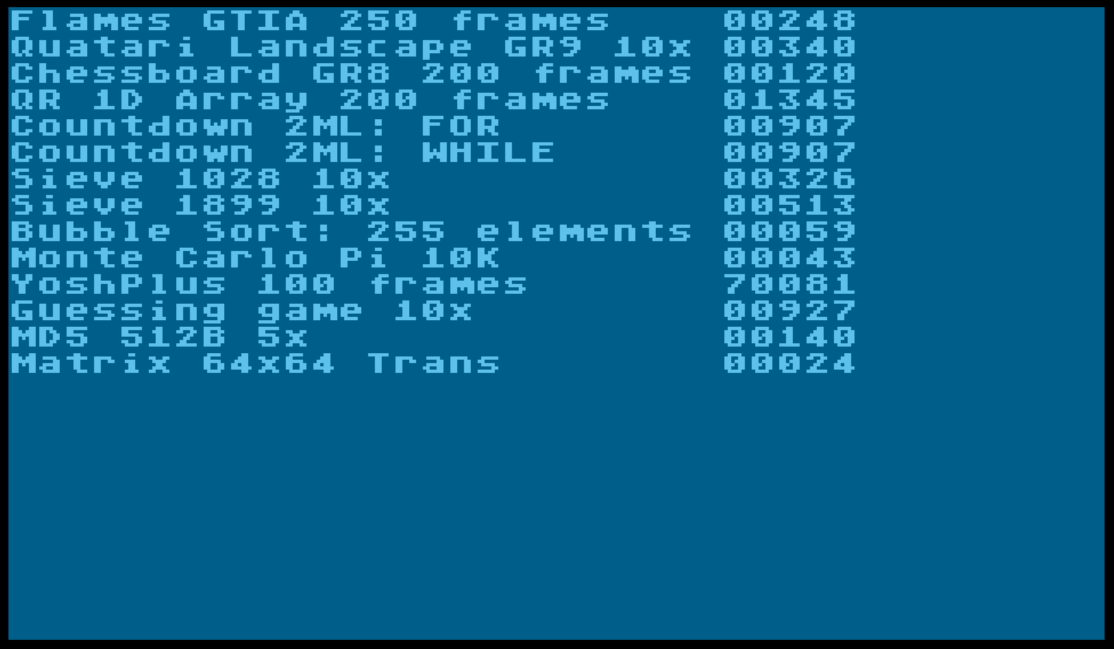 Flames GTIA 250 frames 00248
Quatari Landscape GR9 10x 00340
Chessboard GR8 200 frames 00120
QR 1D Array 200 frames 01345
Countdown 2ML: FOR 00907
Countdown 2ML: WHILE 00907
Sieve 1028 10x 00326
Sieve 1899 10x 00513
Bubble Sort: 255 elements 00059
Monte Carlo Pi 10K 00043
YoshPlus 100 frames 70081
Guessing game 10x 00927
MD5 512B 5x 00140
Matrix 64x64 Trans 00024